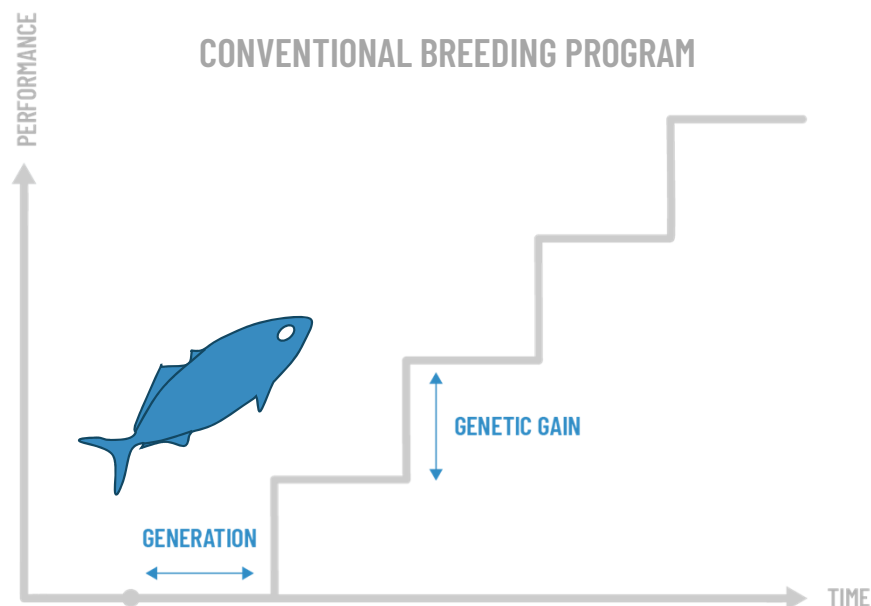 CONVENTIONAL BREEDING PROGRAM
PERFORMANCE
GENETIC GAIN
GENERATION
TIME